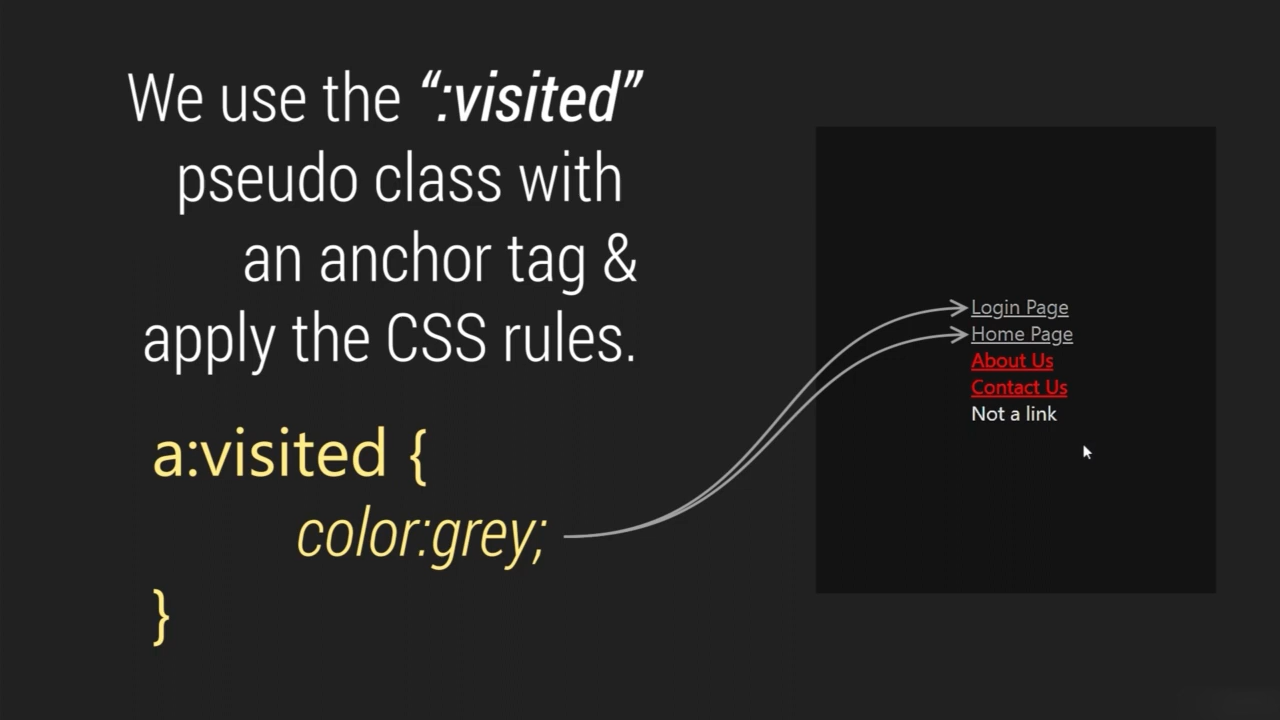 We use the “:visited”
pseudo class with
an anchor tag &
apply the CSS rules.
a:visited {
color:grey;
}
Login Page
Home Page
About Us
Contact Us
Not a link